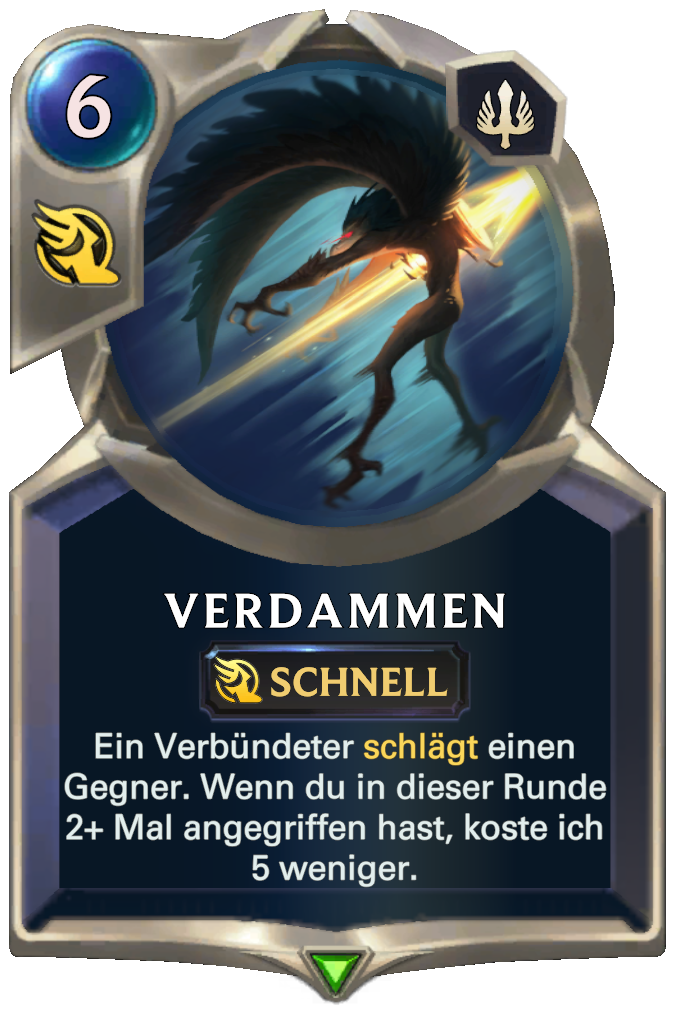 6
VERDAMMEN
SCHNELL
Ein Verbündeter schlägt einen
Gegner. Wenn du in dieser Runde
2+ Mal angegriffen hast, koste ich
5 weniger.